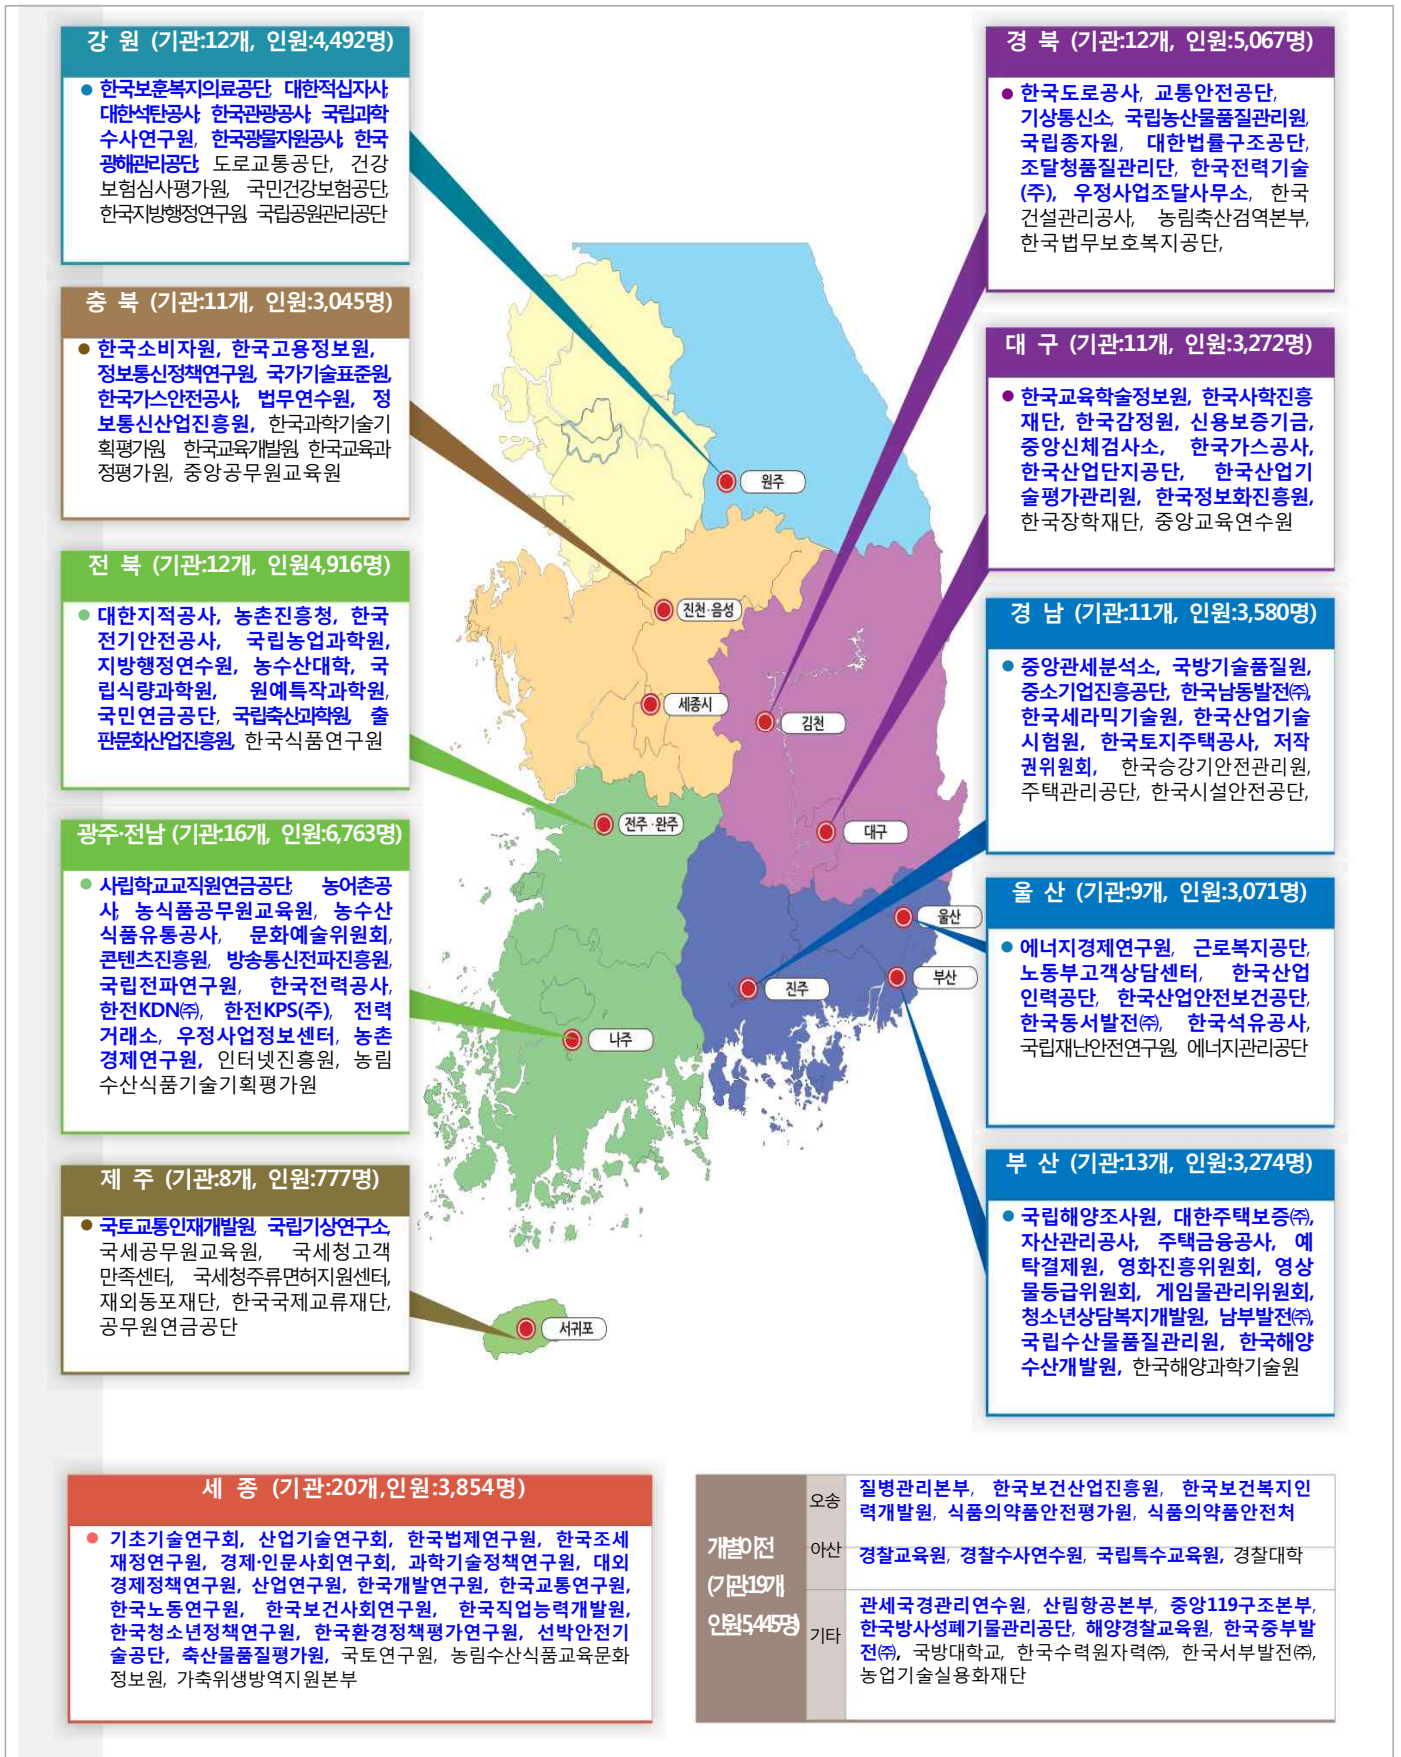 강 원 (기관:12개, 인원:4,492명)
한국보훈복지의료공단, 대한적십자사,
대한석탄공사, 한국관광공사, 국립과학
수사연구원, 한국광물자원공사, 한국
광해관리공단, 도로교통공단, 건강
보험심사평가원, 국민건강보험공단,
한국지방행정연구원, 국립공원관리공단
충 북 (기관:11개, 인원:3,045명)
한국소비자원, 한국고용정보원,
정보통신정책연구원, 국가기술표준원,
한국가스안전공사, 법무연수원, 정
보통신산업진흥원, 한국과학기술기
획평가원, 한국교육개발원, 한국교육과
정평가원, 중앙공무원교육원
전 북 (기관:12개, 인원4,916명)
대한지적공사, 농촌진흥청, 한국
전기안전공사, 국립농업과학원,
지방행정연수원, 농수산대학, 국
립식량과학원, 원예특작과학원,
국민연금공단, 국립축산과학원, 출
판문화산업진흥원, 한국식품연구원
광주·전남 (기관:16개, 인원:6,763명)
사립학교교직원연금공단, 농어촌공
사, 농식품공무원교육원, 농수산
식품유통공사, 문화예술위원회,
콘텐츠진흥원, 방송통신전파진흥원,
국립전파연구원, 한국전력공사,
한전KDN㈜, 한전KPS(주), 전력
거래소, 우정사업정보센터, 농촌
경제연구원, 인터넷진흥원, 농림
수산식품기술기획평가원
제 주 (기관:8개, 인원:777명)
국토교통인재개발원, 국립기상연구소,
국세공무원교육원, 국세청고객
만족센터, 국세청주류면허지원센터,
재외동포재단, 한국국제교류재단,
공무원연금공단
원주
진천·음성
세종시
김천
전주·완주
대구
울산
부산
진주
나주
서귀포
경 북 (기관:12개, 인원:5,067명)
한국도로공사, 교통안전공단,
기상통신소, 국립농산물품질관리원,
국립종자원, 대한법률구조공단,
조달청품질관리단, 한국전력기술
(주), 우정사업조달사무소, 한국
건설관리공사, 농림축산검역본부,
한국법무보호복지공단,
대 구 (기관:11개, 인원:3,272명)
한국교육학술정보원, 한국사학진흥
재단, 한국감정원, 신용보증기금,
중앙신체검사소, 한국가스공사,
한국산업단지공단, 한국산업기
술평가관리원, 한국정보화진흥원,
한국장학재단, 중앙교육연수원
경 남 (기관:11개, 인원:3,580명)
중앙관세분석소, 국방기술품질원,
중소기업진흥공단, 한국남동발전㈜,
한국세라믹기술원, 한국산업기술
시험원, 한국토지주택공사, 저작
권위원회, 한국승강기안전관리원,
주택관리공단, 한국시설안전공단,
울 산 (기관:9개, 인원:3,071명)
에너지경제연구원, 근로복지공단,
노동부고객상담센터, 한국산업
인력공단, 한국산업안전보건공단,
한국동서발전㈜, 한국석유공사,
국립재난안전연구원, 에너지관리공단
부 산 (기관:13개, 인원:3,274명)
국립해양조사원, 대한주택보증㈜,
자산관리공사, 주택금융공사, 예
탁결제원, 영화진흥위원회, 영상
물등급위원회, 게임물관리위원회,
청소년상담복지개발원, 남부발전㈜,
국립수산물품질관리원, 한국해양
수산개발원, 한국해양과학기술원
세 종 (기관:20개,인원:3,854명)
기초기술연구회, 산업기술연구회, 한국법제연구원, 한국조세
재정연구원, 경제·인문사회연구회, 과학기술정책연구원, 대외
경제정책연구원, 산업연구원, 한국개발연구원, 한국교통연구원,
한국노동연구원, 한국보건사회연구원, 한국직업능력개발원,
한국청소년정책연구원, 한국환경정책평가연구원, 선박안전기
술공단, 축산물품질평가원, 국토연구원, 농림수산식품교육문화
정보원, 가축위생방역지원본부
개별이전
(기관:19개
인원:5,445명)
오송
질병관리본부, 한국보건산업진흥원, 한국보건복지인
력개발원, 식품의약품안전평가원, 식품의약품안전처
아산
경찰교육원, 경찰수사연수원, 국립특수교육원, 경찰대학
기타
관세국경관리연수원, 산림항공본부, 중앙119구조본부,
한국방사성폐기물관리공단, 해양경찰교육원, 한국중부발
전㈜, 국방대학교, 한국수력원자력㈜, 한국서부발전㈜,
농업기술실용화재단